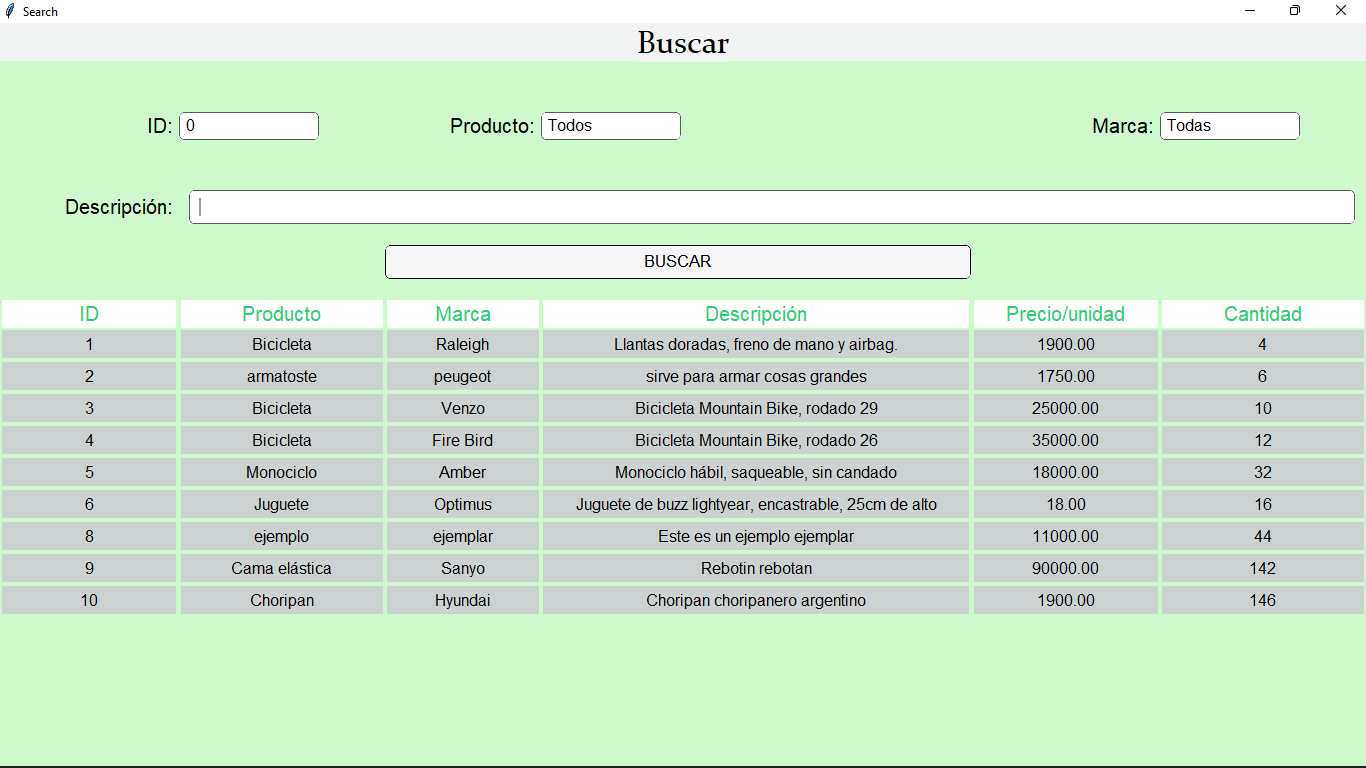 Search
Buscar
ID: 0 Producto: Todos Marca: Todas
Descripción:
BUSCAR
ID Producto Marca Descripción Precio/unidad Cantidad
1 Bicicleta Raleigh Llantas doradas, freno de mano y airbag. 1900.00 4
2 armatoste peugeot sirve para armar cosas grandes 1750.00 6
3 Bicicleta Venzo Bicicleta Mountain Bike, rodado 29 25000.00 10
4 Bicicleta Fire Bird Bicicleta Mountain Bike, rodado 26 35000.00 12
5 Monociclo Amber Monociclo hábil, saqueable, sin candado 18000.00 32
6 Juguete Optimus Juguete de buzz lightyear, encastrable, 25cm de alto 18.00 16
8 ejemplo ejemplar Este es un ejemplo ejemplar 11000.00 44
9 Cama elástica Sanyo Rebotin rebotan 90000.00 142
10 Choripan Hyundai Choripan choripanero argentino 1900.00 146